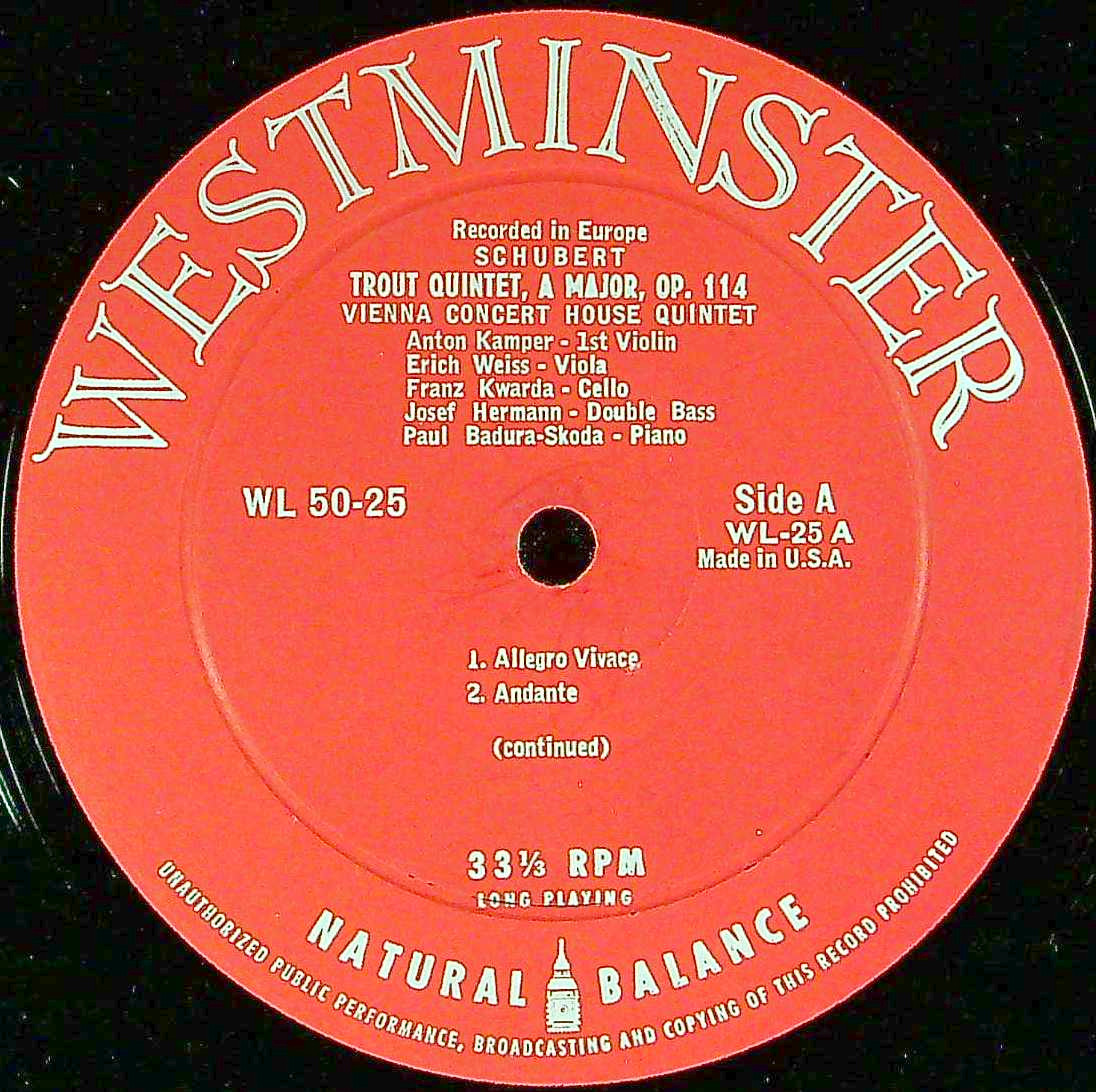 WESTMINSTER
Recorded in Europe
SCHUBERT
TROUT QUINTET, A MAJOR, OP. 114
VIENNA CONCERT HOUSE QUINTET
Anton Kamper - 1st Violin
Erich Weiss - Viola
Franz Kwarda - Cello
Josef Hermann - Double Bass
Paul Badura-Skoda - Piano
WL 50-25
Side A
WL-25 A
Made in U.S.A.
1. Allegro Vivace
2. Andante
(continued)
33⅓ RPM
LONG PLAYING
NATURAL BALANCE
UNAUTHORIZED PUBLIC PERFORMANCE, BROADCASTING AND COPYING OF THIS RECORD PROHIBITED